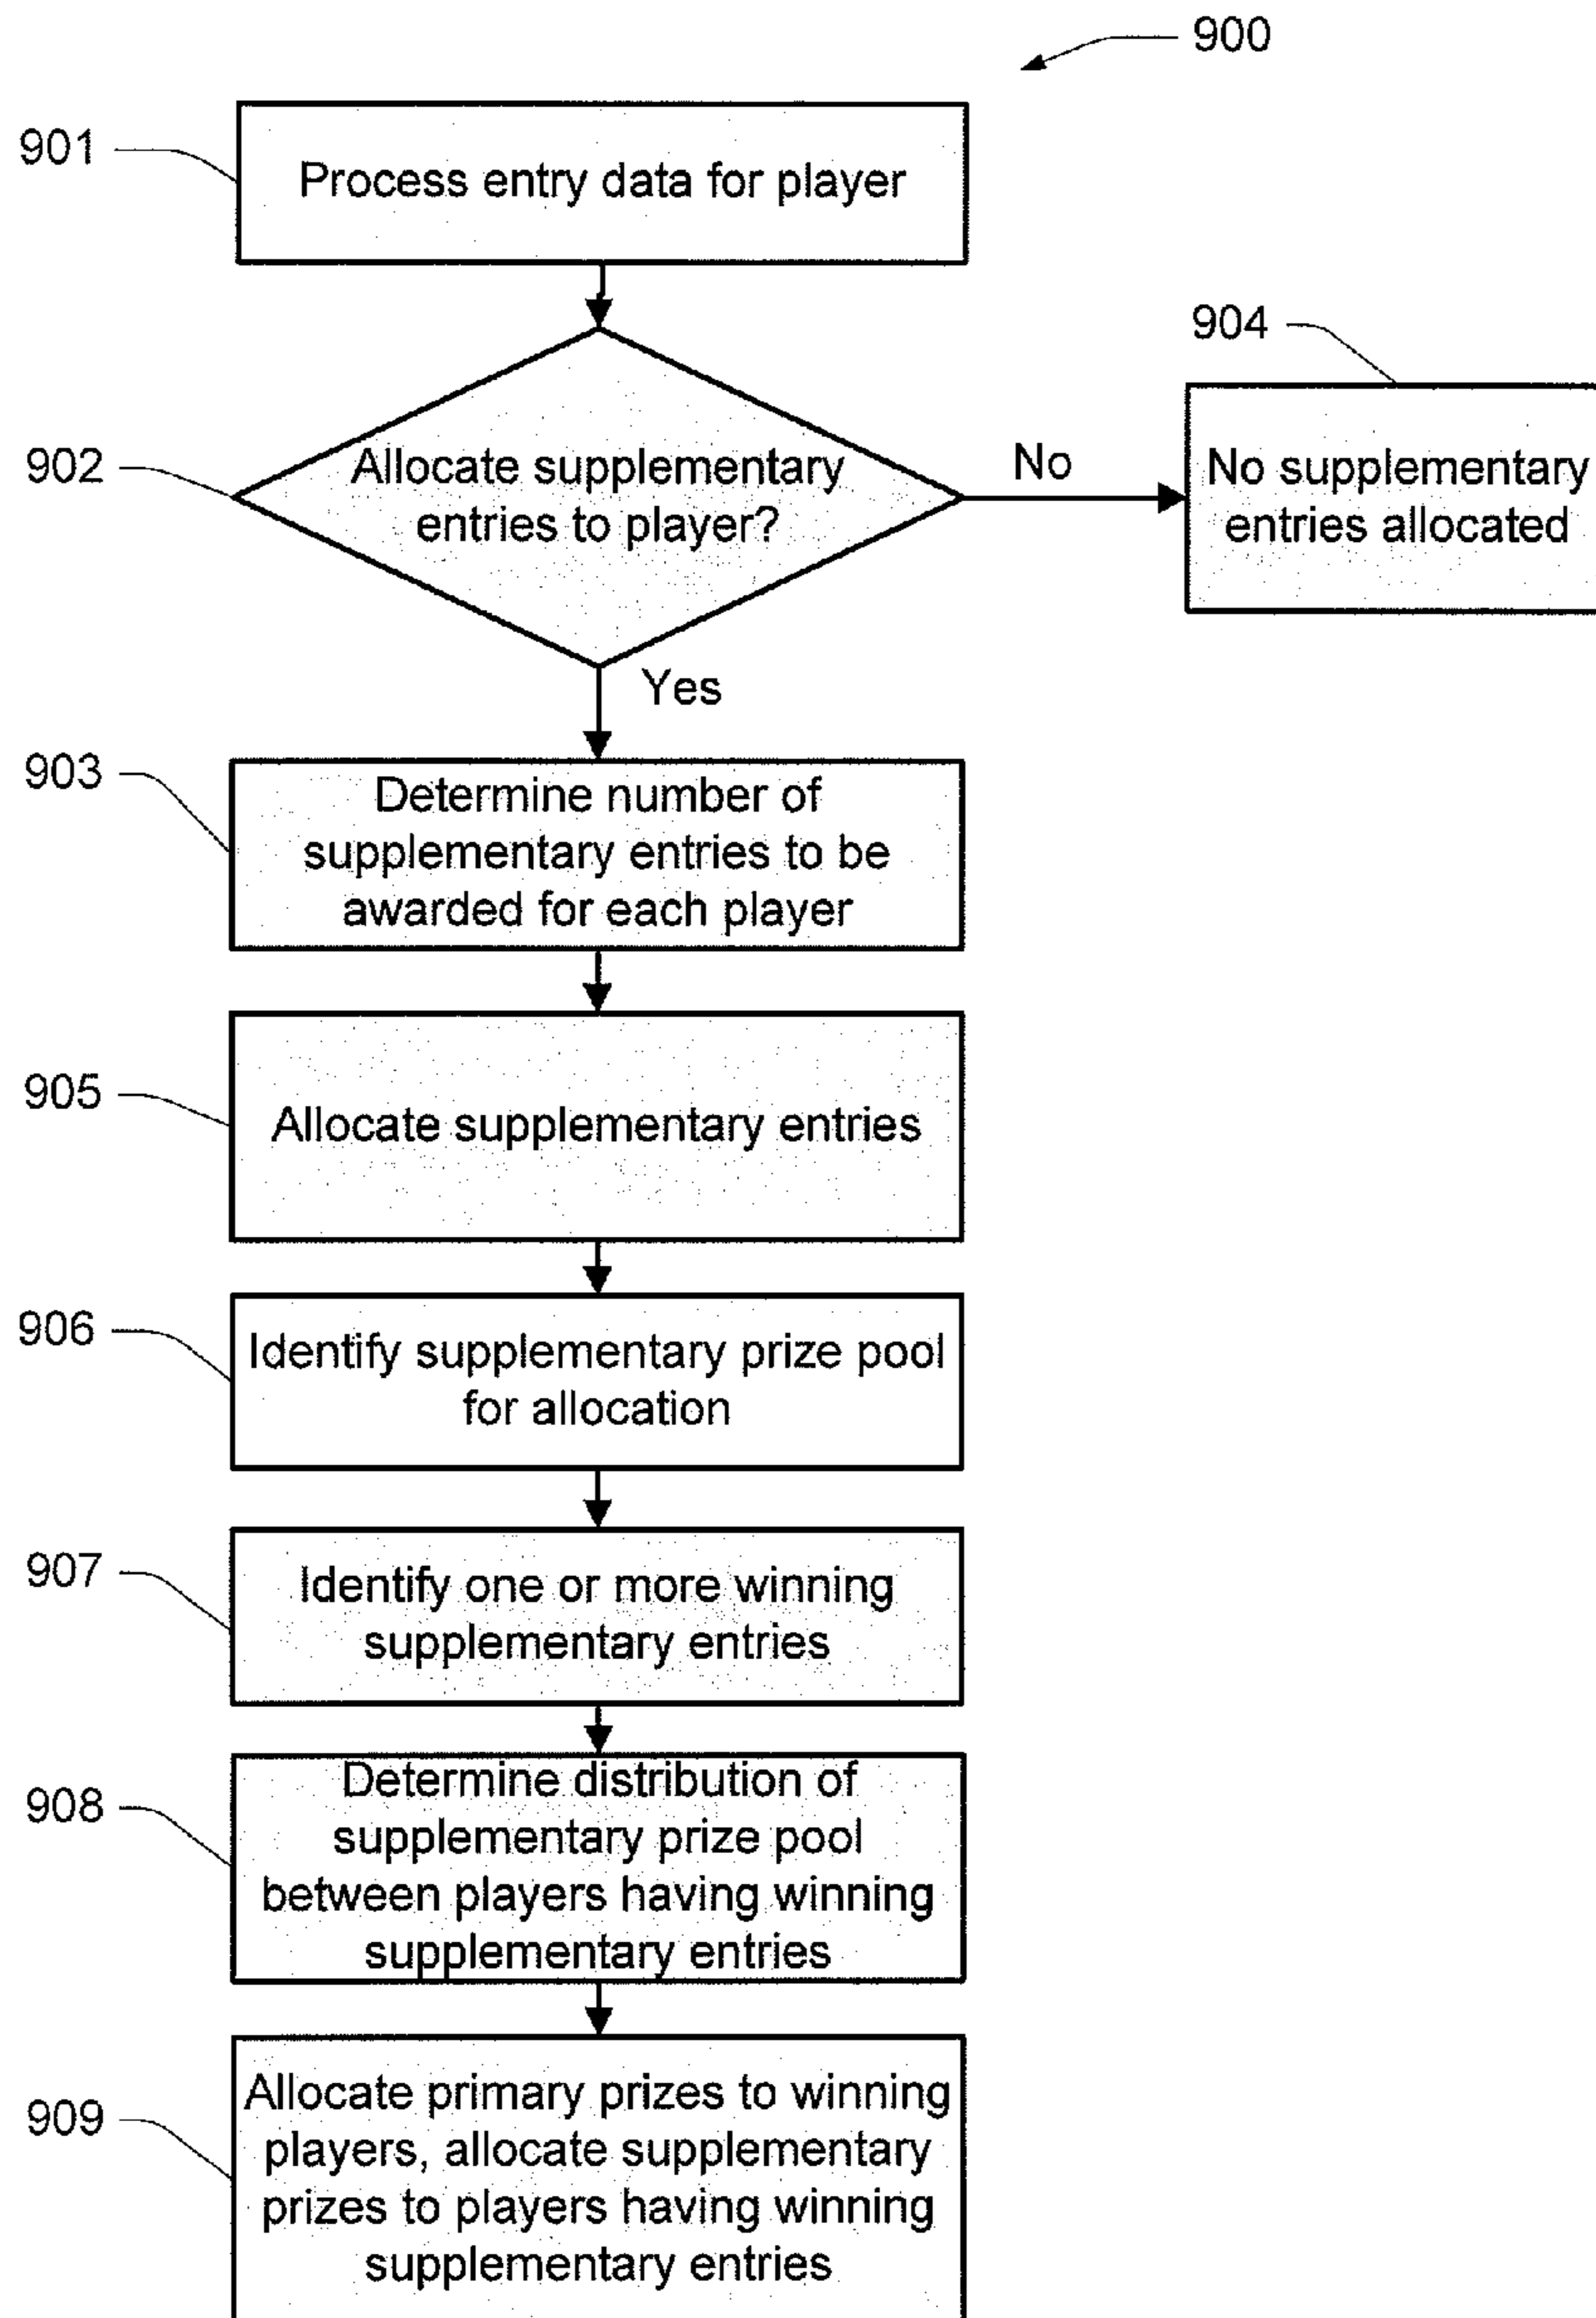 900
901
Process entry data for player
904
902
Allocate supplementary
entries to player?
No
No supplementary
entries allocated
Yes
903
Determine number of
supplementary entries to be
awarded for each player
905
Allocate supplementary entries
906
Identify supplementary prize pool
for allocation
907
Identify one or more winning
supplementary entries
908
Determine distribution of
supplementary prize pool
between players having winning
supplementary entries
909
Allocate primary prizes to winning
players, allocate supplementary
prizes to players having winning
supplementary entries